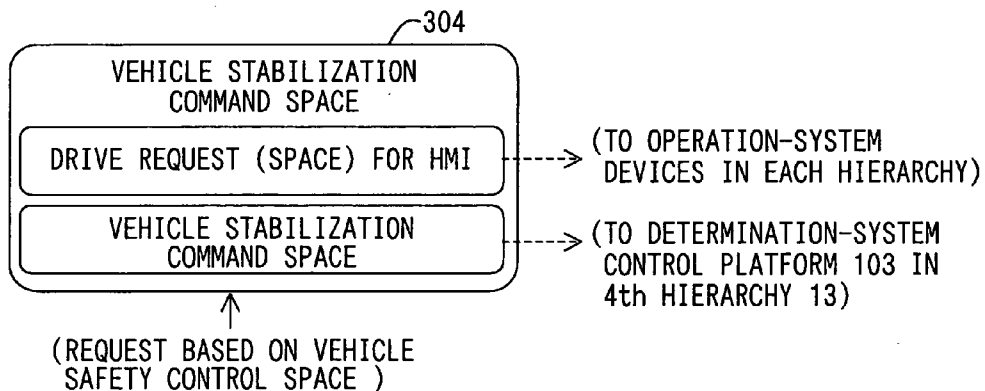 304
VEHICLE STABILIZATION
COMMAND SPACE
DRIVE REQUEST (SPACE) FOR HMI
(TO OPERATION-SYSTEM
DEVICES IN EACH HIERARCHY)
VEHICLE STABILIZATION
COMMAND SPACE
(TO DETERMINATION-SYSTEM
CONTROL PLATFORM 103 IN
4th HIERARCHY 13)
(REQUEST BASED ON VEHICLE
SAFETY CONTROL SPACE )